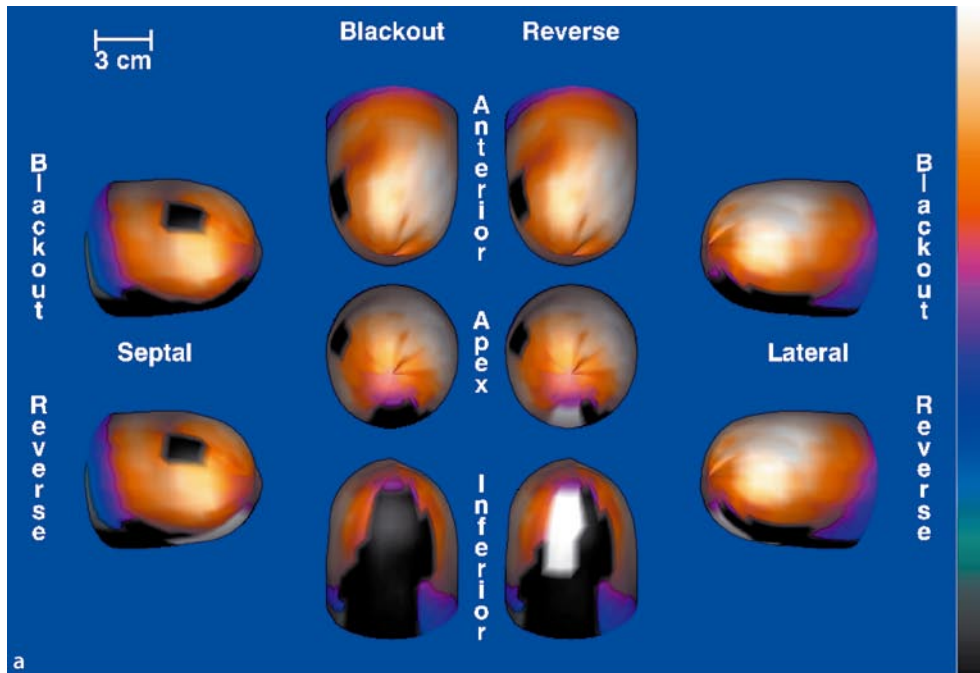 Blackout
Reverse
3 cm
Anterior
Blackout
Blackout
Septal
Apex
Lateral
Reverse
Inferior
Reverse
a